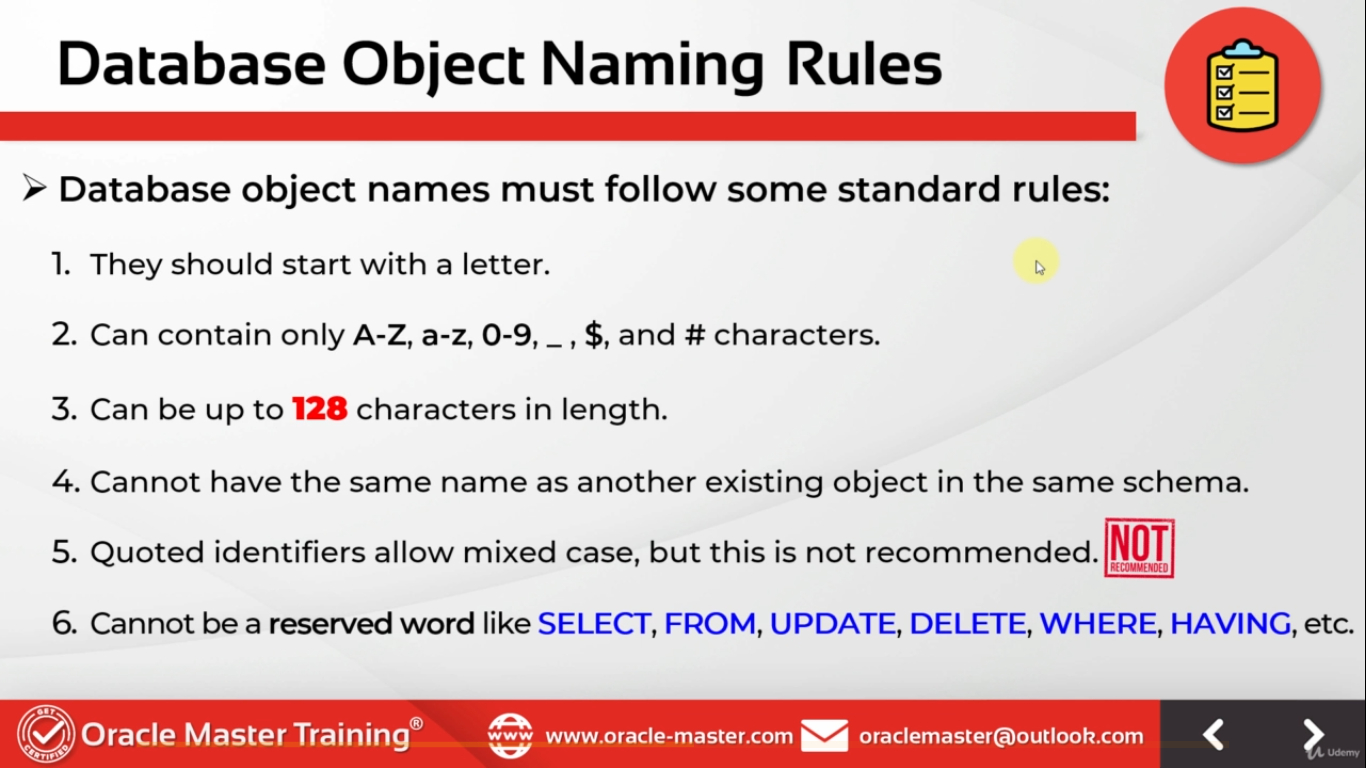 Database Object Naming Rules
➢ Database object names must follow some standard rules:
1. They should start with a letter.
2. Can contain only A-Z, a-z, 0-9, _ , $, and # characters.
3. Can be up to 128 characters in length.
4. Cannot have the same name as another existing object in the same schema.
5. Quoted identifiers allow mixed case, but this is not recommended.
NOT
RECOMMENDED
6. Cannot be a reserved word like SELECT, FROM, UPDATE, DELETE, WHERE, HAVING, etc.
GET
CERTIFIED
Oracle Master Training®
www
www.oracle-master.com
oraclemaster@outlook.com
Udemy